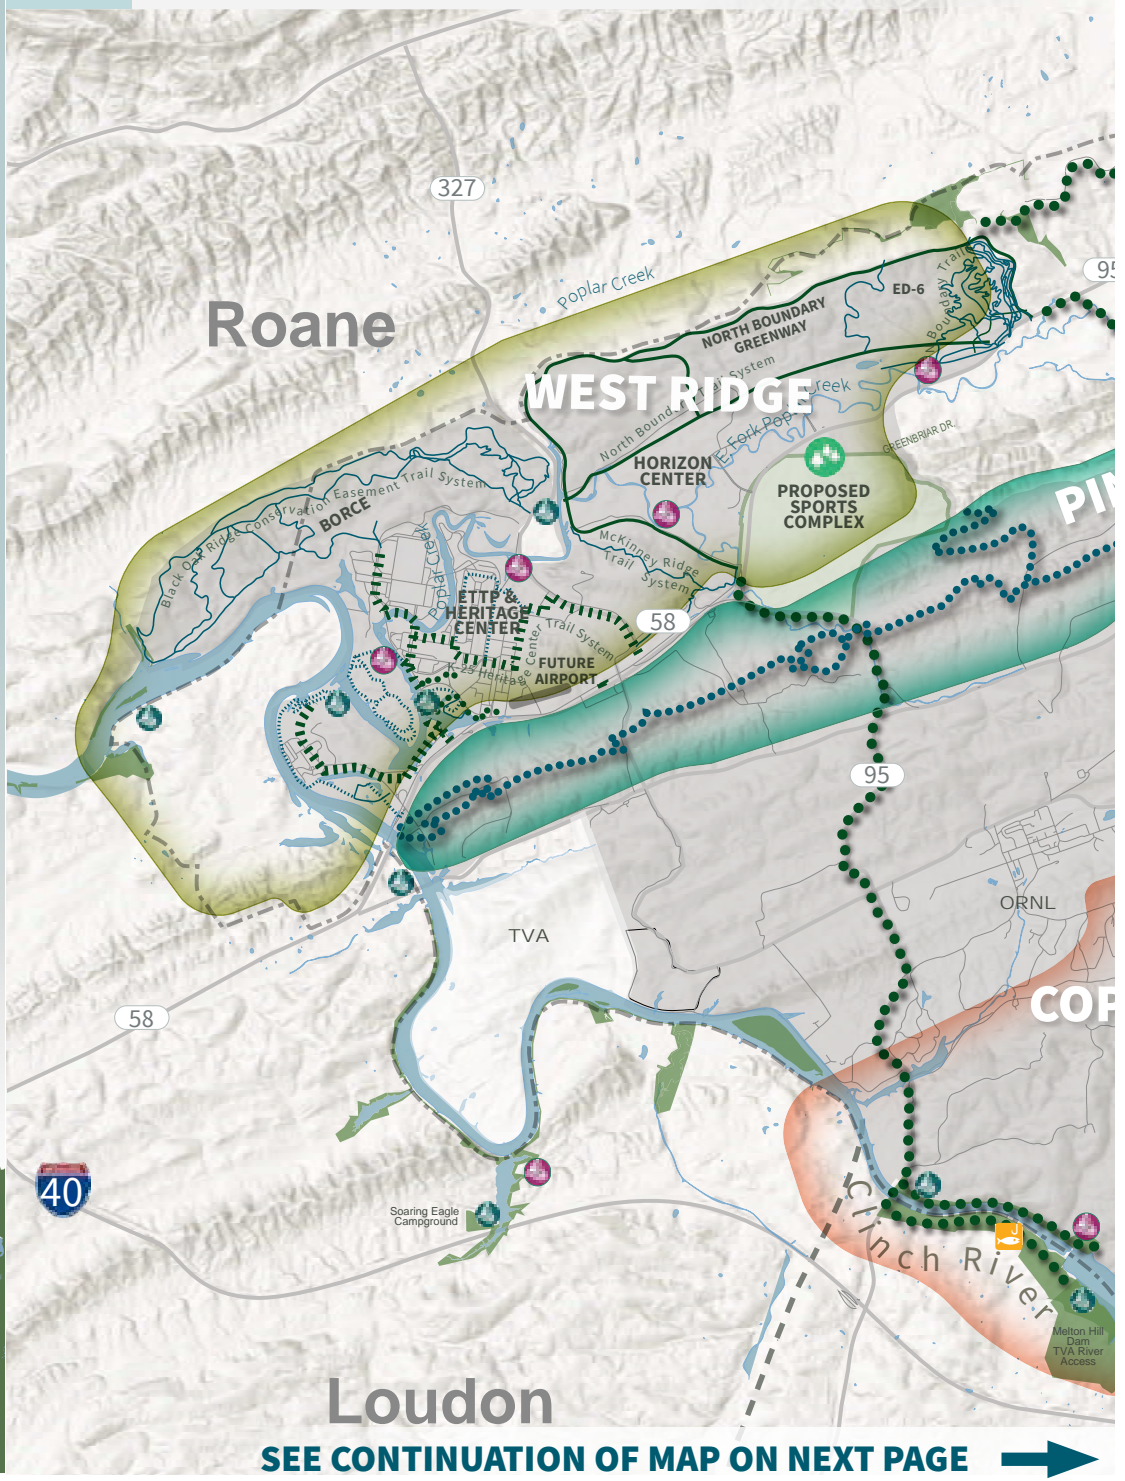 327
95
Poplar Creek
Roane
ED-6
N Boundary Trail
NORTH BOUNDARY
GREENWAY
WEST RIDGE
North Boundary Trail System
E. Fork Poplar Creek
GREENBRIAR DR.
HORIZON
CENTER
PROPOSED
SPORTS
COMPLEX
PIN
Black Oak Ridge Conservation Easement Trail System
BORCE
Poplar Creek
McKinney Ridge
Trail System
ETTP &
HERITAGE
CENTER
58
K-25 Heritage Center Trail System
FUTURE
AIRPORT
95
ORNL
TVA
COP
58
40
Soaring Eagle
Campground
Clinch River
Melton Hill
Dam
TVA River
Access
Loudon
SEE CONTINUATION OF MAP ON NEXT PAGE